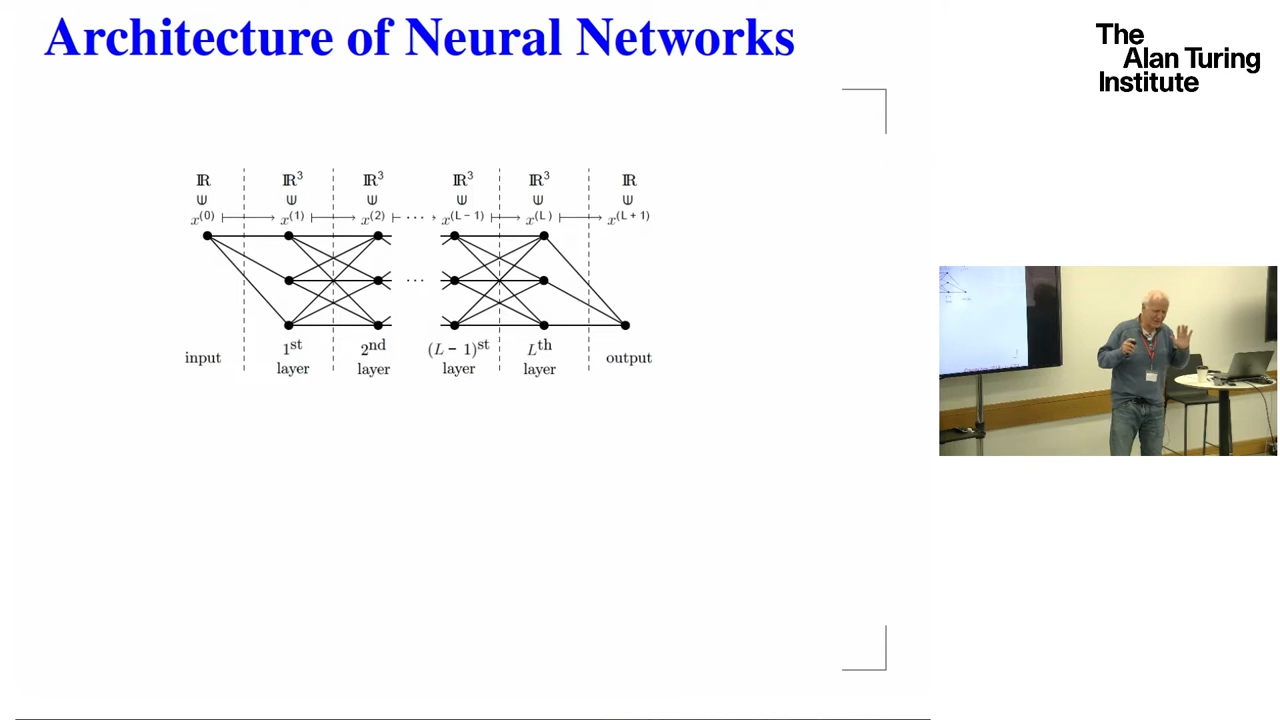 Architecture of Neural Networks
The
Alan Turing
Institute
ℝ ℝ³ ℝ³ ℝ³ ℝ³ ℝ
∈ ∈ ∈ ∈ ∈ ∈
x⁽⁰⁾ ⟼ x⁽¹⁾ ⟼ x⁽²⁾ ⟼ ··· → x⁽ᴸ⁻¹⁾ ⟼ x⁽ᴸ⁾ ⟼ x⁽ᴸ⁺¹⁾
···
input 1st layer 2nd layer (L − 1)st layer Lth layer output